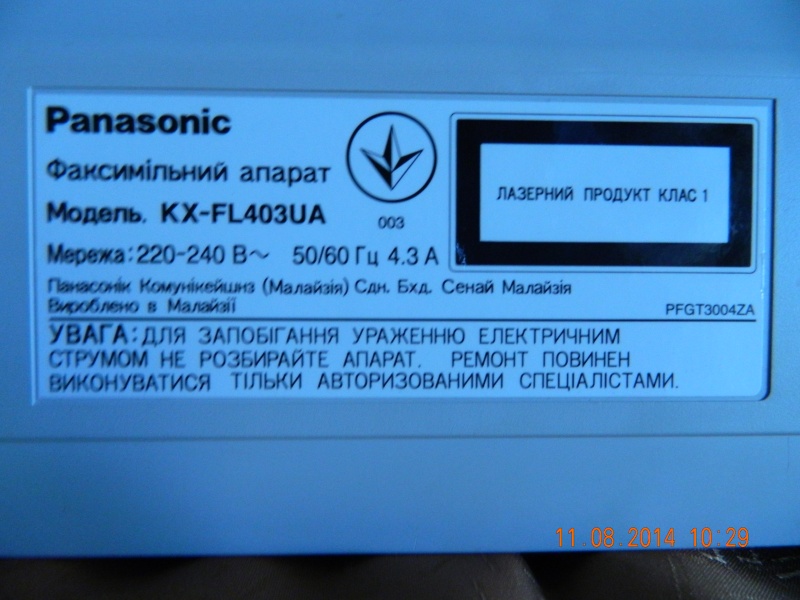 Panasonic
Факсимільний апарат
Модель. KX-FL403UA
003
Мережа: 220-240 В~ 50/60 Гц 4.3 А
Панасонік Комунікейшнз (Малайзія) Сдн. Бхд. Сенай Малайзія
Вироблено в Малайзії
PFGT3004ZA
ЛАЗЕРНИЙ ПРОДУКТ КЛАС 1
УВАГА: ДЛЯ ЗАПОБІГАННЯ УРАЖЕННЮ ЕЛЕКТРИЧНИМ
СТРУМОМ НЕ РОЗБИРАЙТЕ АПАРАТ. РЕМОНТ ПОВИНЕН
ВИКОНУВАТИСЯ ТІЛЬКИ АВТОРИЗОВАНИМИ СПЕЦІАЛІСТАМИ.
11.08.2014 10:29